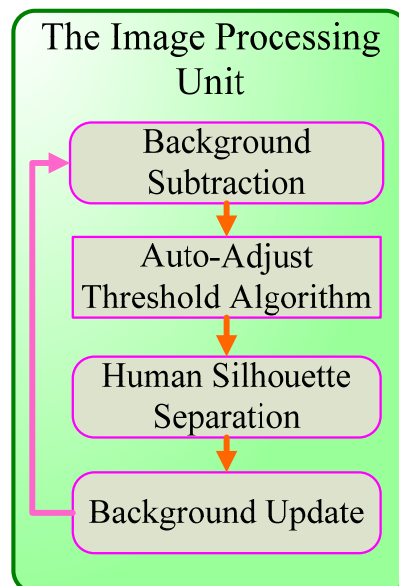 The Image Processing
Unit
Background
Subtraction
Auto-Adjust
Threshold Algorithm
Human Silhouette
Separation
Background Update